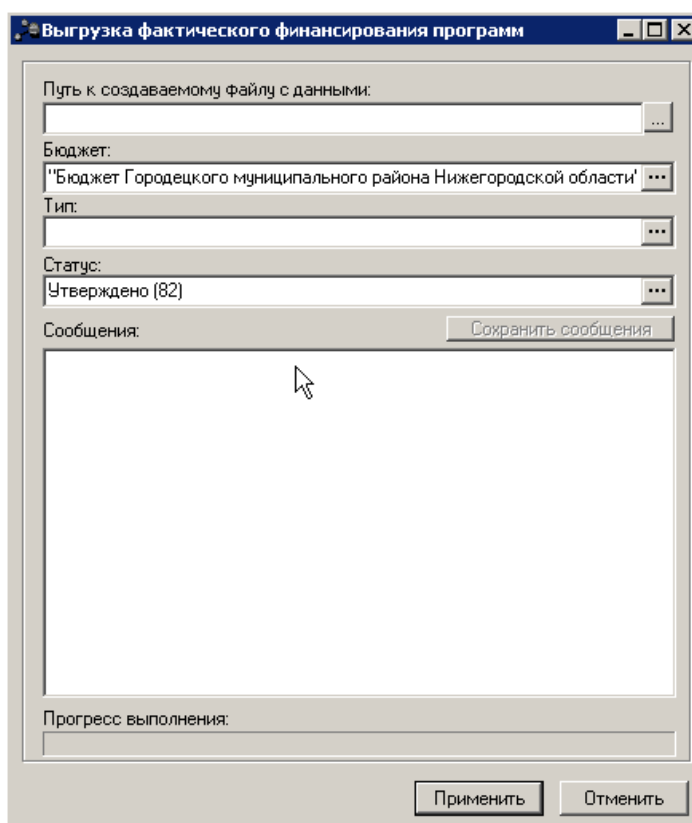 Выгрузка фактического финансирования программ
Путь к создаваемому файлу с данными:
...
Бюджет:
"Бюджет Городецкого муниципального района Нижегородской области"
...
Тип:
...
Статус:
Утверждено (82)
...
Сообщения:
Сохранить сообщения
Прогресс выполнения:
Применить
Отменить